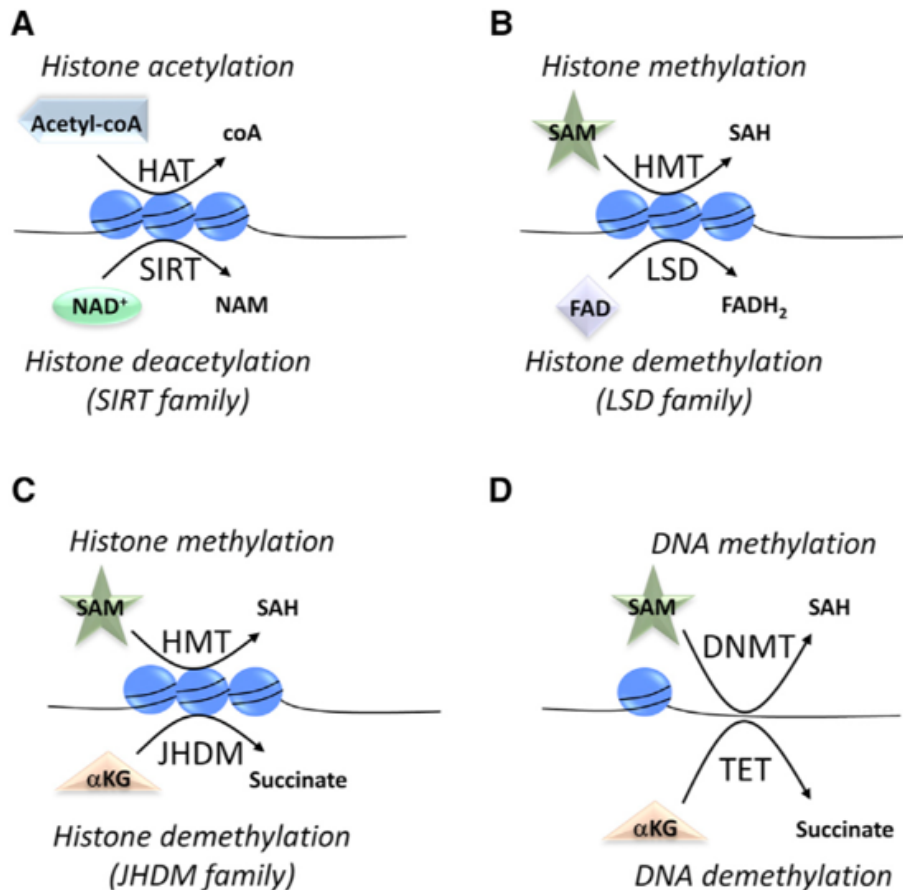 A
Histone acetylation
Acetyl-coA
coA
HAT
SIRT
NAD⁺
NAM
Histone deacetylation
(SIRT family)
B
Histone methylation
SAM
SAH
HMT
LSD
FAD
FADH₂
Histone demethylation
(LSD family)
C
Histone methylation
SAM
SAH
HMT
JHDM
αKG
Succinate
Histone demethylation
(JHDM family)
D
DNA methylation
SAM
SAH
DNMT
TET
αKG
Succinate
DNA demethylation